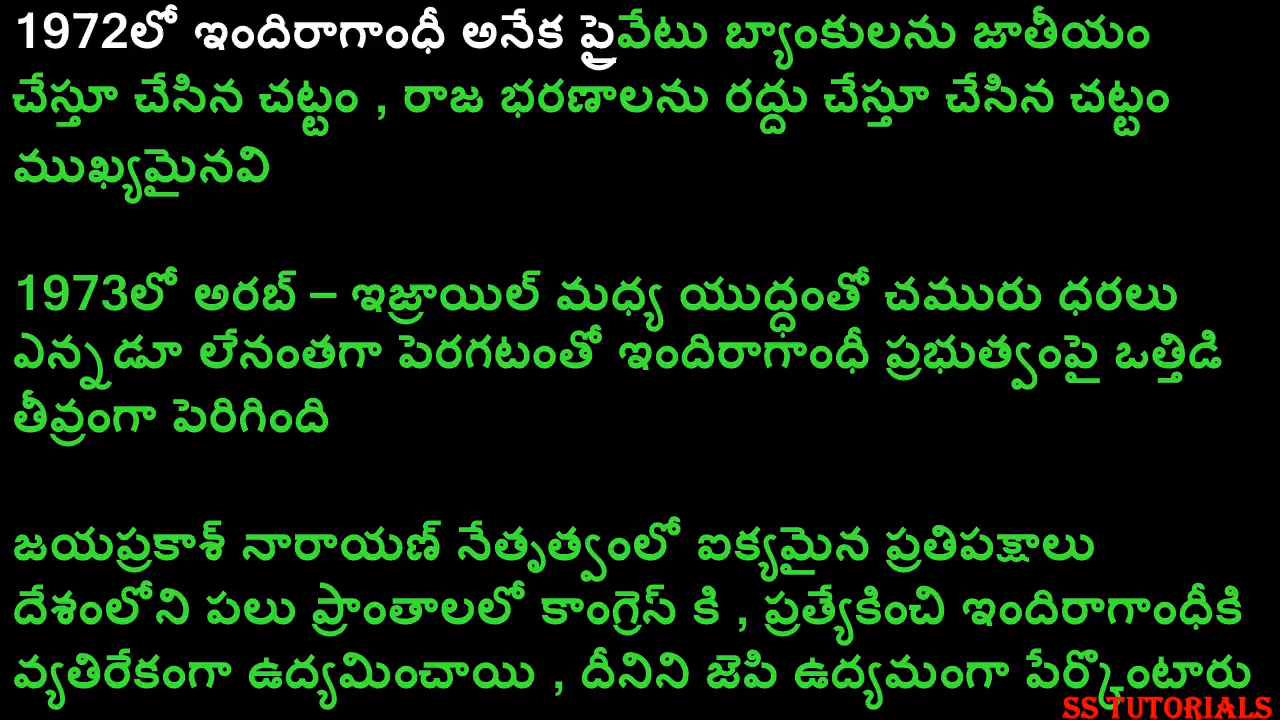 1972లో ఇందిరాగాంధీ అనేక ప్రైవేటు బ్యాంకులను జాతీయం
చేస్తూ చేసిన చట్టం , రాజ భరణాలను రద్దు చేస్తూ చేసిన చట్టం
ముఖ్యమైనవి
1973లో అరబ్ – ఇజ్రాయిల్ మధ్య యుద్ధంతో చమురు ధరలు
ఎన్నడూ లేనంతగా పెరగటంతో ఇందిరాగాంధీ ప్రభుత్వంపై ఒత్తిడి
తీవ్రంగా పెరిగింది
జయప్రకాశ్ నారాయణ్ నేతృత్వంలో ఐక్యమైన ప్రతిపక్షాలు
దేశంలోని పలు ప్రాంతాలలో కాంగ్రెస్ కి , ప్రత్యేకించి ఇందిరాగాంధీకి
వ్యతిరేకంగా ఉద్యమించాయి , దీనిని జెపి ఉద్యమంగా పేర్కొంటారు
SS TUTORIALS